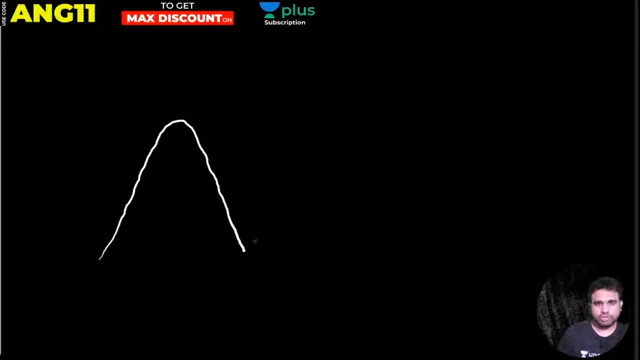 USE CODE
ANG11
TO GET
MAX DISCOUNT ON
plus
Subscription